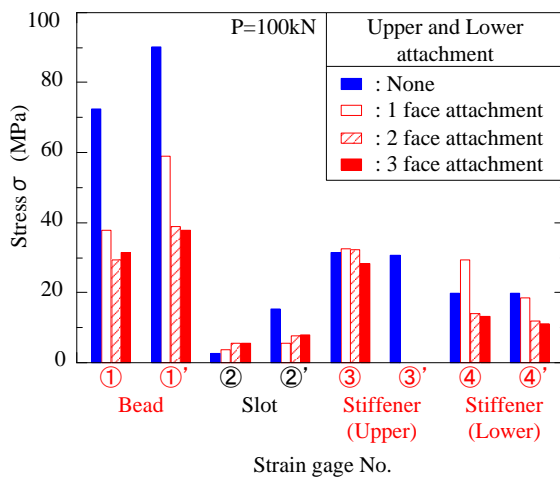 P=100kN
Upper and Lower
attachment
: None
: 1 face attachment
: 2 face attachment
: 3 face attachment
Stress σ (MPa)
100
80
60
40
20
0
① ①’ ② ②’ ③ ③’ ④ ④’
Bead Slot Stiffener Stiffener
(Upper) (Lower)
Strain gage No.